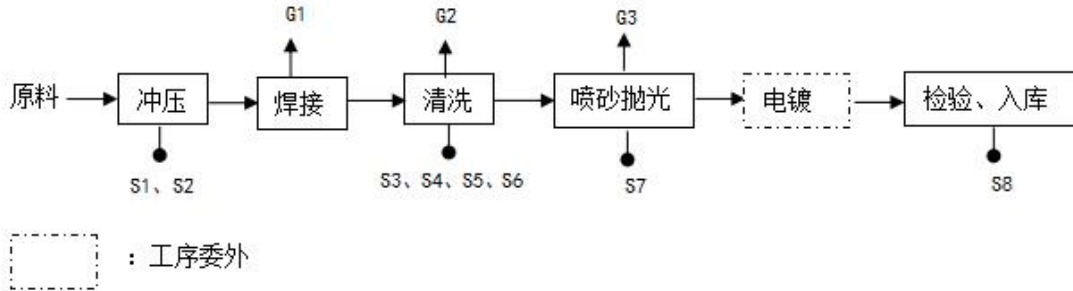 G1
G2
G3
原料
冲压
焊接
清洗
喷砂抛光
电镀
检验、入库
S1、S2
S3、S4、S5、S6
S7
S8
：工序委外